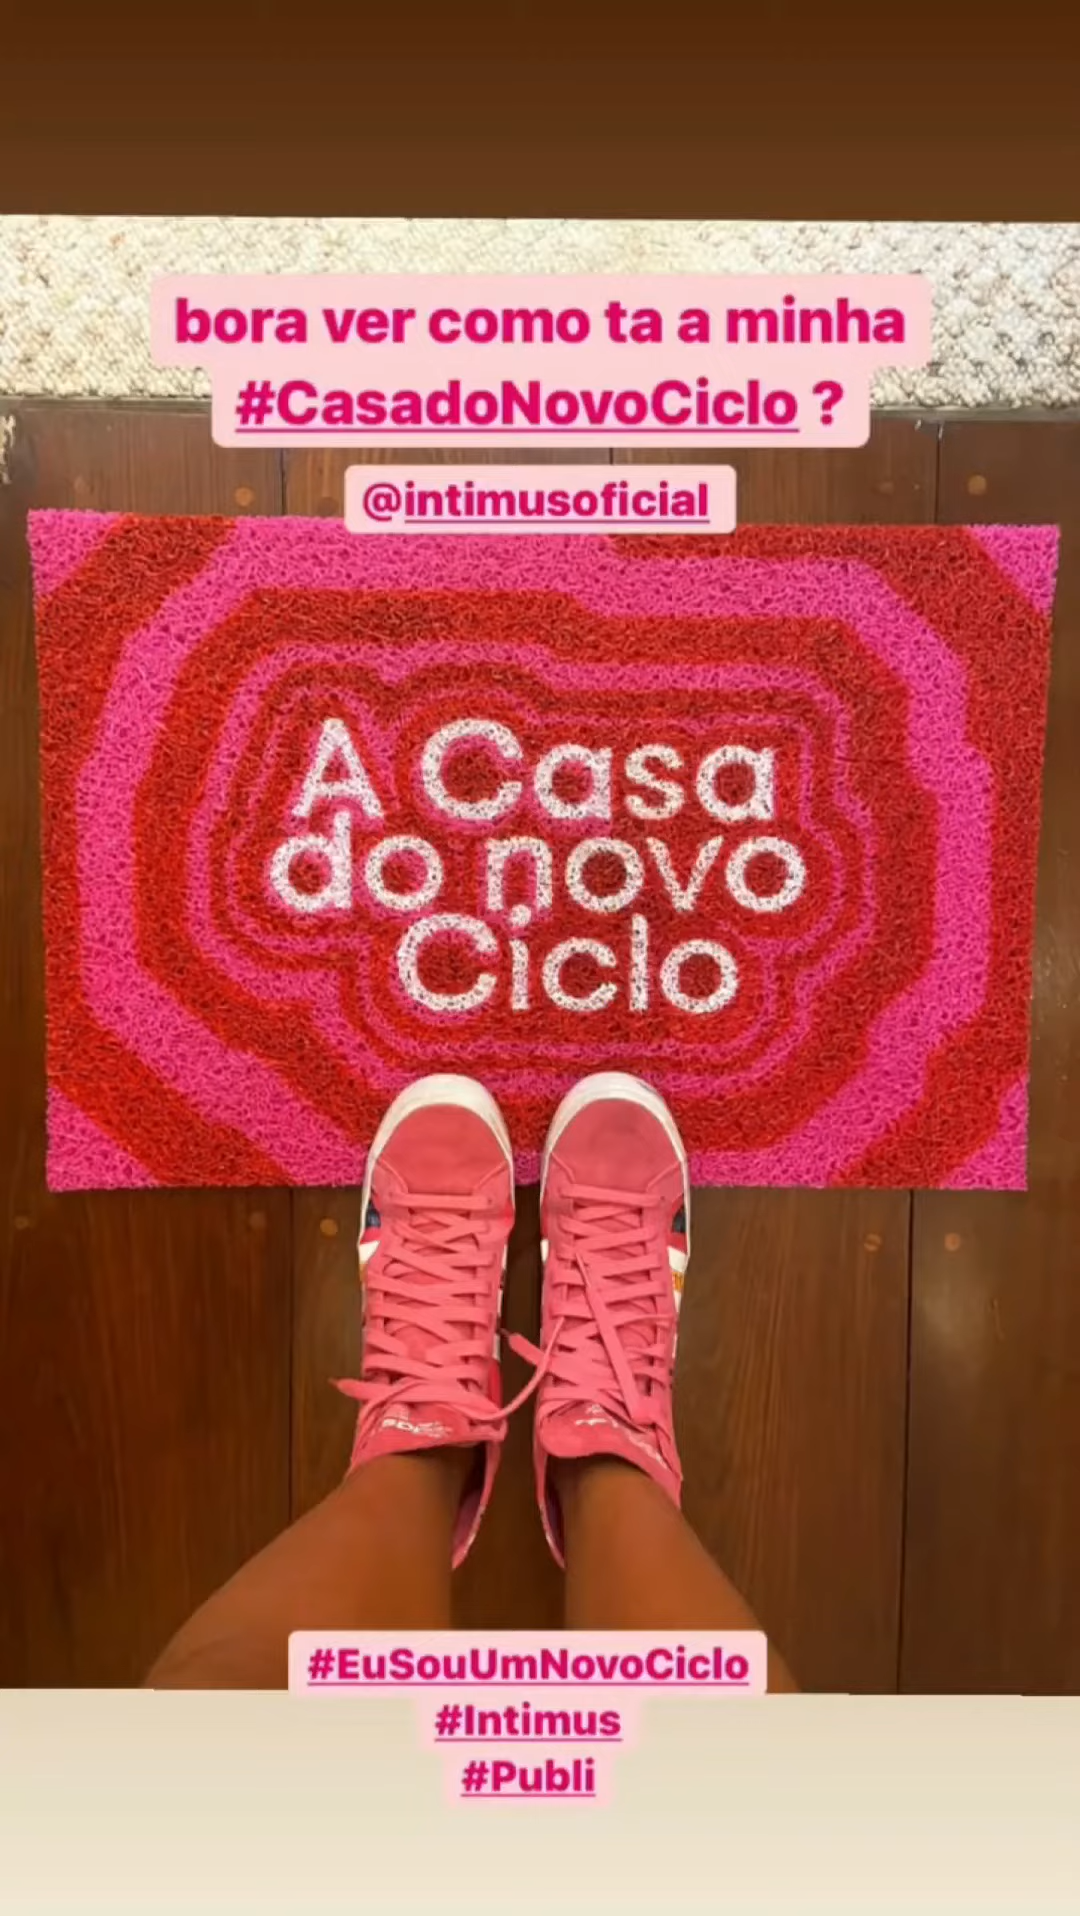 bora ver como ta a minha
#CasadoNovoCiclo ?
@intimusoficial
A Casa
do novo
Ciclo
#EuSouUmNovoCiclo
#Intimus
#Publi